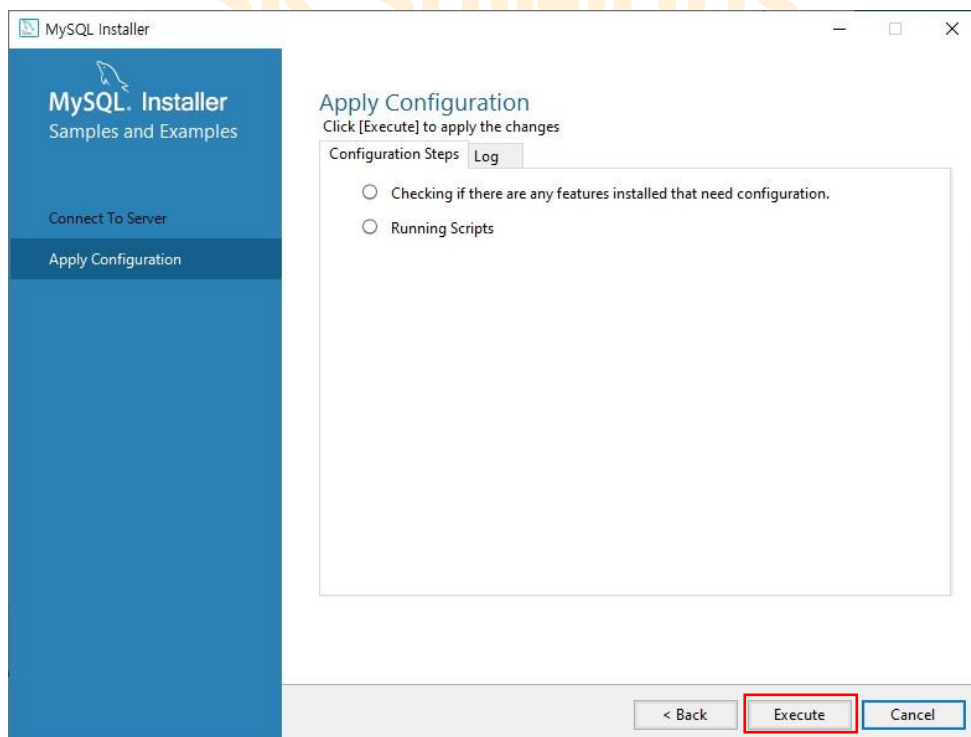 MySQL Installer
MySQL. Installer
Samples and Examples
Connect To Server
Apply Configuration
Apply Configuration
Click [Execute] to apply the changes
Configuration Steps
Log
Checking if there are any features installed that need configuration.
Running Scripts
< Back
Execute
Cancel